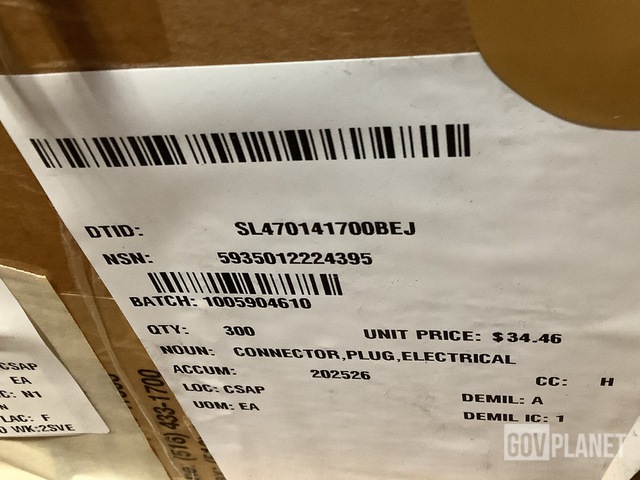 DTID: SL470141700BEJ
NSN: 5935012224395
BATCH: 1005904610
QTY: 300 UNIT PRICE: $34.46
NOUN: CONNECTOR,PLUG,ELECTRICAL
ACCUM: 202526 CC: H
LOC: CSAP DEMIL: A
UOM: EA DEMIL IC: 1
CSAP
EA
C: N1
LAC: F
WK:2SVE
(516) 433-1700
GOVPLANET